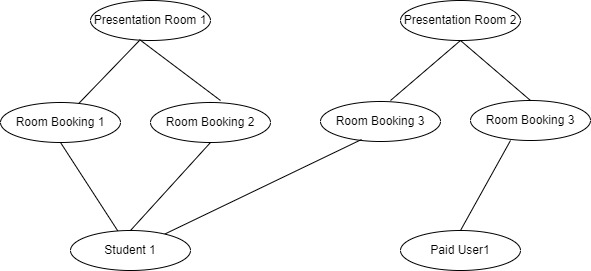 Presentation Room 1
Presentation Room 2
Room Booking 1
Room Booking 2
Room Booking 3
Room Booking 3
Student 1
Paid User1